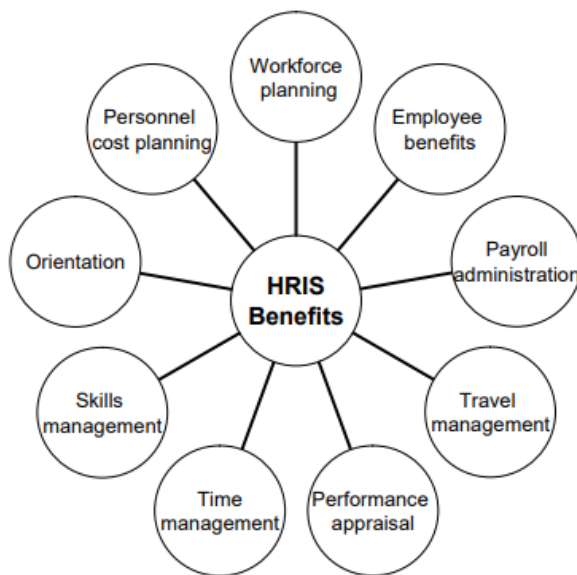 Workforce
planning
Employee
benefits
Payroll
administration
Travel
management
Performance
appraisal
Time
management
Skills
management
Orientation
Personnel
cost planning
HRIS
Benefits